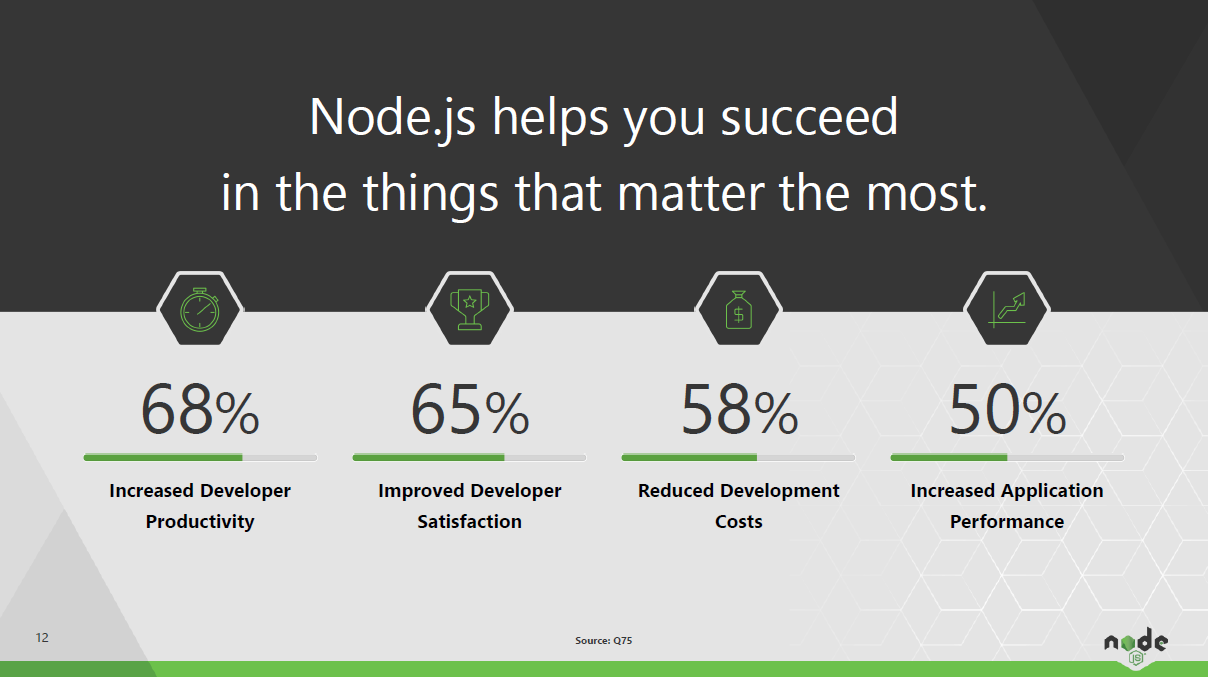 Node.js helps you succeed
in the things that matter the most.
$
68%
65%
58%
50%
Increased Developer
Productivity
Improved Developer
Satisfaction
Reduced Development
Costs
Increased Application
Performance
12
Source: Q75
node
JS